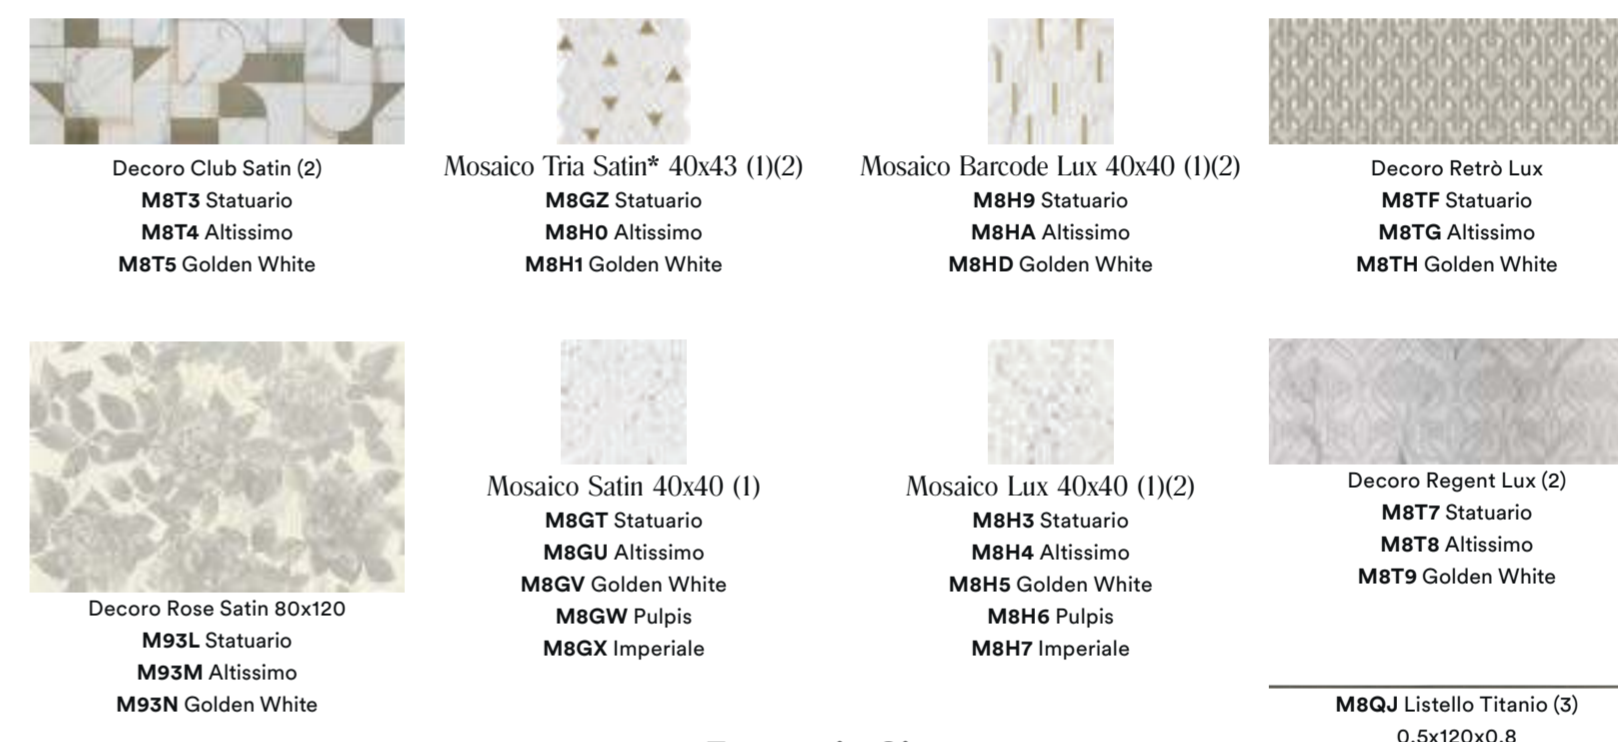 Decoro Club Satin (2)
M8T3 Statuario
M8T4 Altissimo
M8T5 Golden White
Mosaico Tria Satin* 40x43 (1)(2)
M8GZ Statuario
M8H0 Altissimo
M8H1 Golden White
Mosaico Barcode Lux 40x40 (1)(2)
M8H9 Statuario
M8HA Altissimo
M8HD Golden White
Decoro Retrò Lux
M8TF Statuario
M8TG Altissimo
M8TH Golden White
Decoro Rose Satin 80x120
M93L Statuario
M93M Altissimo
M93N Golden White
Mosaico Satin 40x40 (1)
M8GT Statuario
M8GU Altissimo
M8GV Golden White
M8GW Pulpis
M8GX Imperiale
Mosaico Lux 40x40 (1)(2)
M8H3 Statuario
M8H4 Altissimo
M8H5 Golden White
M8H6 Pulpis
M8H7 Imperiale
Decoro Regent Lux (2)
M8T7 Statuario
M8T8 Altissimo
M8T9 Golden White
M8QJ Listello Titanio (3)
0,5x120x0,8